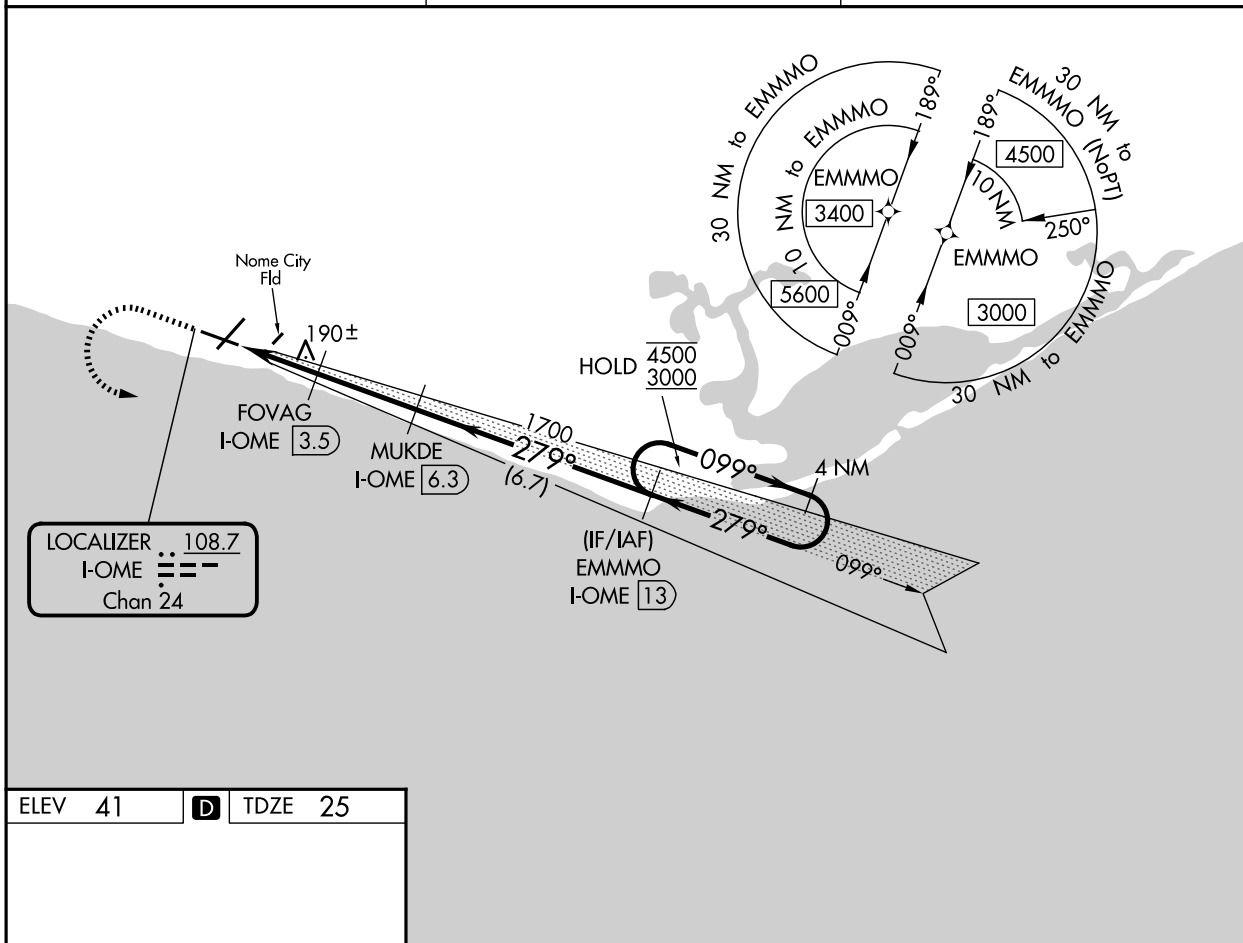 30 NM to EMMMO
10 NM to EMMMO
EMMMO
3400
5600
189°
009°
30 NM to
EMMMO (NoPT)
189°
4500
10 NM
250°
EMMMO
3000
009°
30 NM to EMMMO
Nome City
Fld
190±
HOLD 4500
3000
FOVAG
I-OME 3.5
MUKDE
I-OME 6.3
1700
279°
(6.7)
099°
4 NM
279°
099°
(IF/IAF)
EMMMO
I-OME 13
LOCALIZER 108.7
I-OME
Chan 24
ELEV 41 D TDZE 25